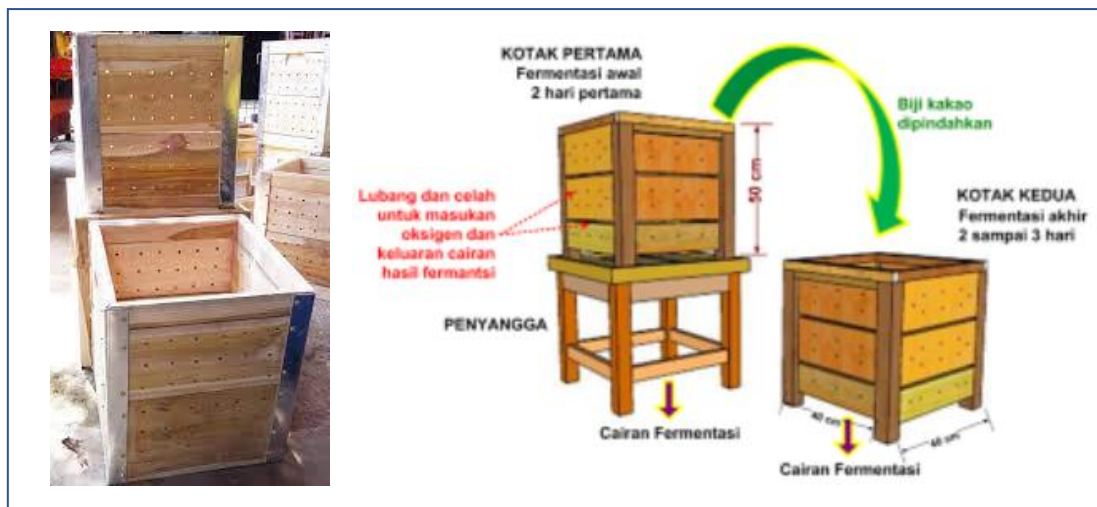 KOTAK PERTAMA
Fermentasi awal
2 hari pertama
Biji kakao
dipindahkan
50 cm
Lubang dan celah
untuk masukan
oksigen dan
keluaran cairan
hasil fermantsi
KOTAK KEDUA
Fermentasi akhir
2 sampai 3 hari
PENYANGGA
Cairan Fermentasi
40 cm
cm
Cairan Fermentasi